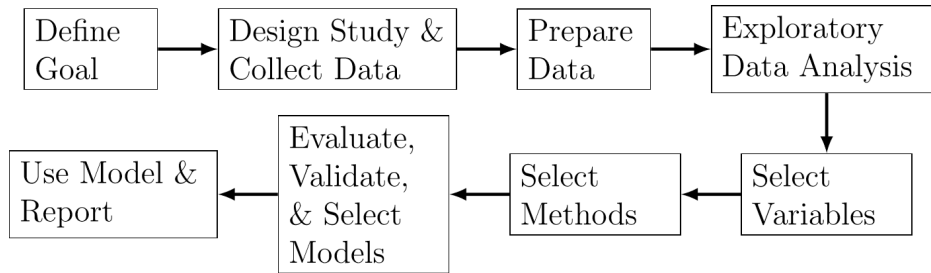 Define
Goal
Design Study &
Collect Data
Prepare
Data
Exploratory
Data Analysis
Select
Variables
Select
Methods
Evaluate,
Validate,
& Select
Models
Use Model &
Report